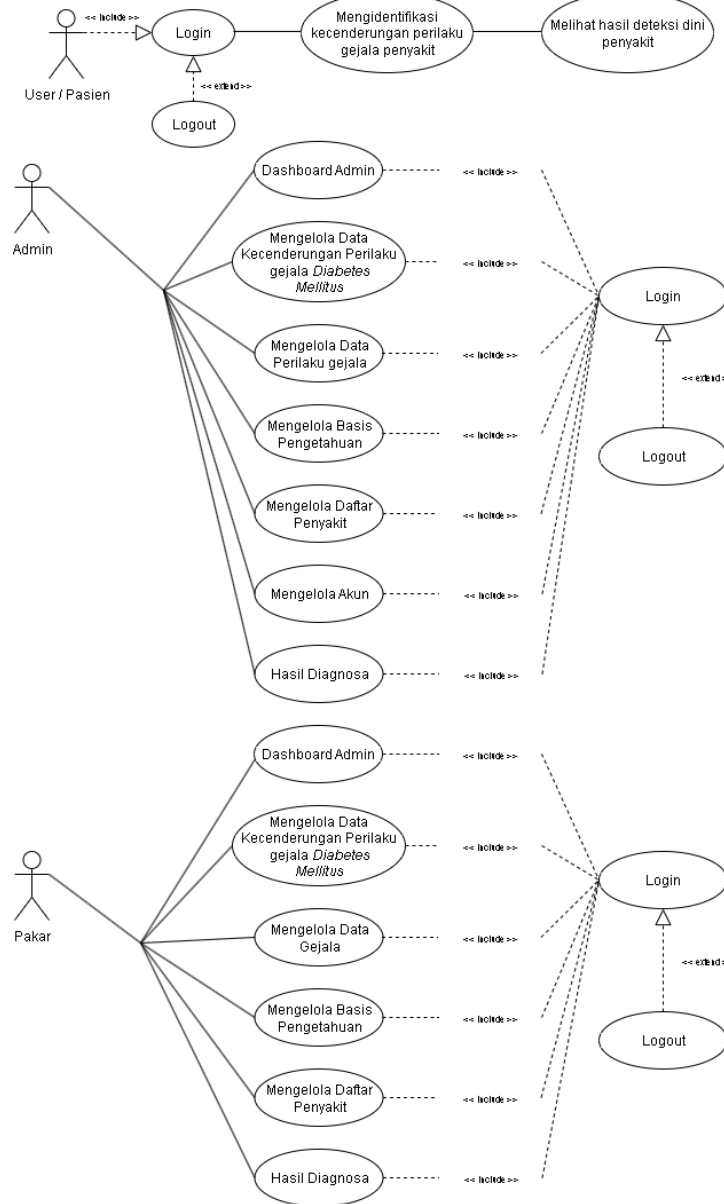 << Include >>
Login
Mengidentifikasi
kecenderungan perilaku
gejala penyakit
Melihat hasil deteksi dini
penyakit
User / Pasien
<< extend >>
Logout
Admin
Dashboard Admin
<< Include >>
Mengelola Data
Kecenderungan Perilaku
gejala Diabetes
Mellitus
<< Include >>
Mengelola Data
Perilaku gejala
<< Include >>
Mengelola Basis
Pengetahuan
<< Include >>
Mengelola Daftar
Penyakit
<< Include >>
Mengelola Akun
<< Include >>
Hasil Diagnosa
<< Include >>
Login
<< extend >
Logout
Pakar
Dashboard Admin
<< Include >>
Mengelola Data
Kecenderungan Perilaku
gejala Diabetes
Mellitus
<< Include >>
Mengelola Data
Gejala
<< Include >>
Mengelola Basis
Pengetahuan
<< Include >>
Mengelola Daftar
Penyakit
<< Include >>
Hasil Diagnosa
<< Include >>
Login
<< extend >
Logout